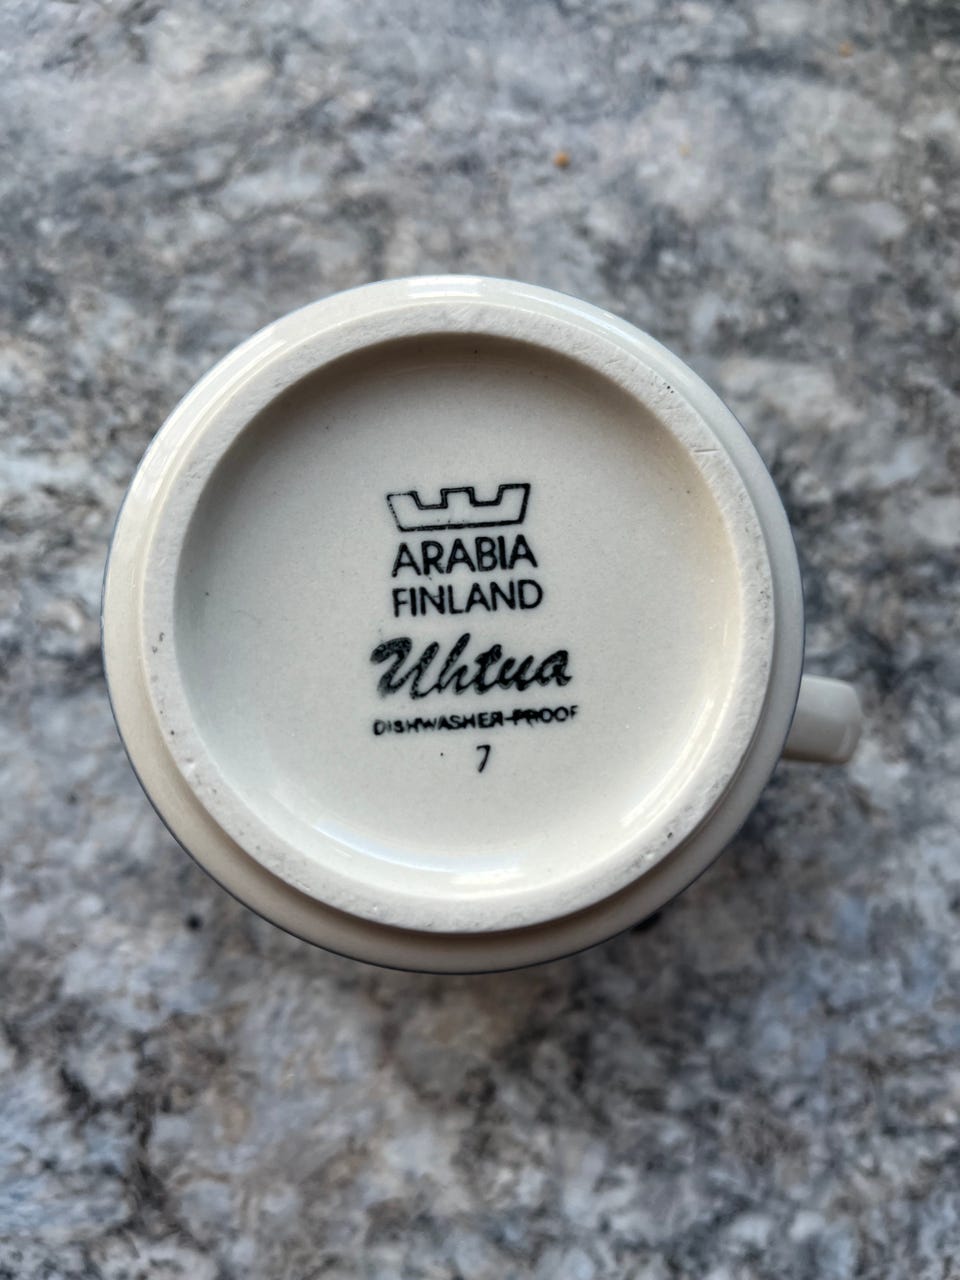 ARABIA
FINLAND
Uhtua
DISHWASHER-PROOF
7